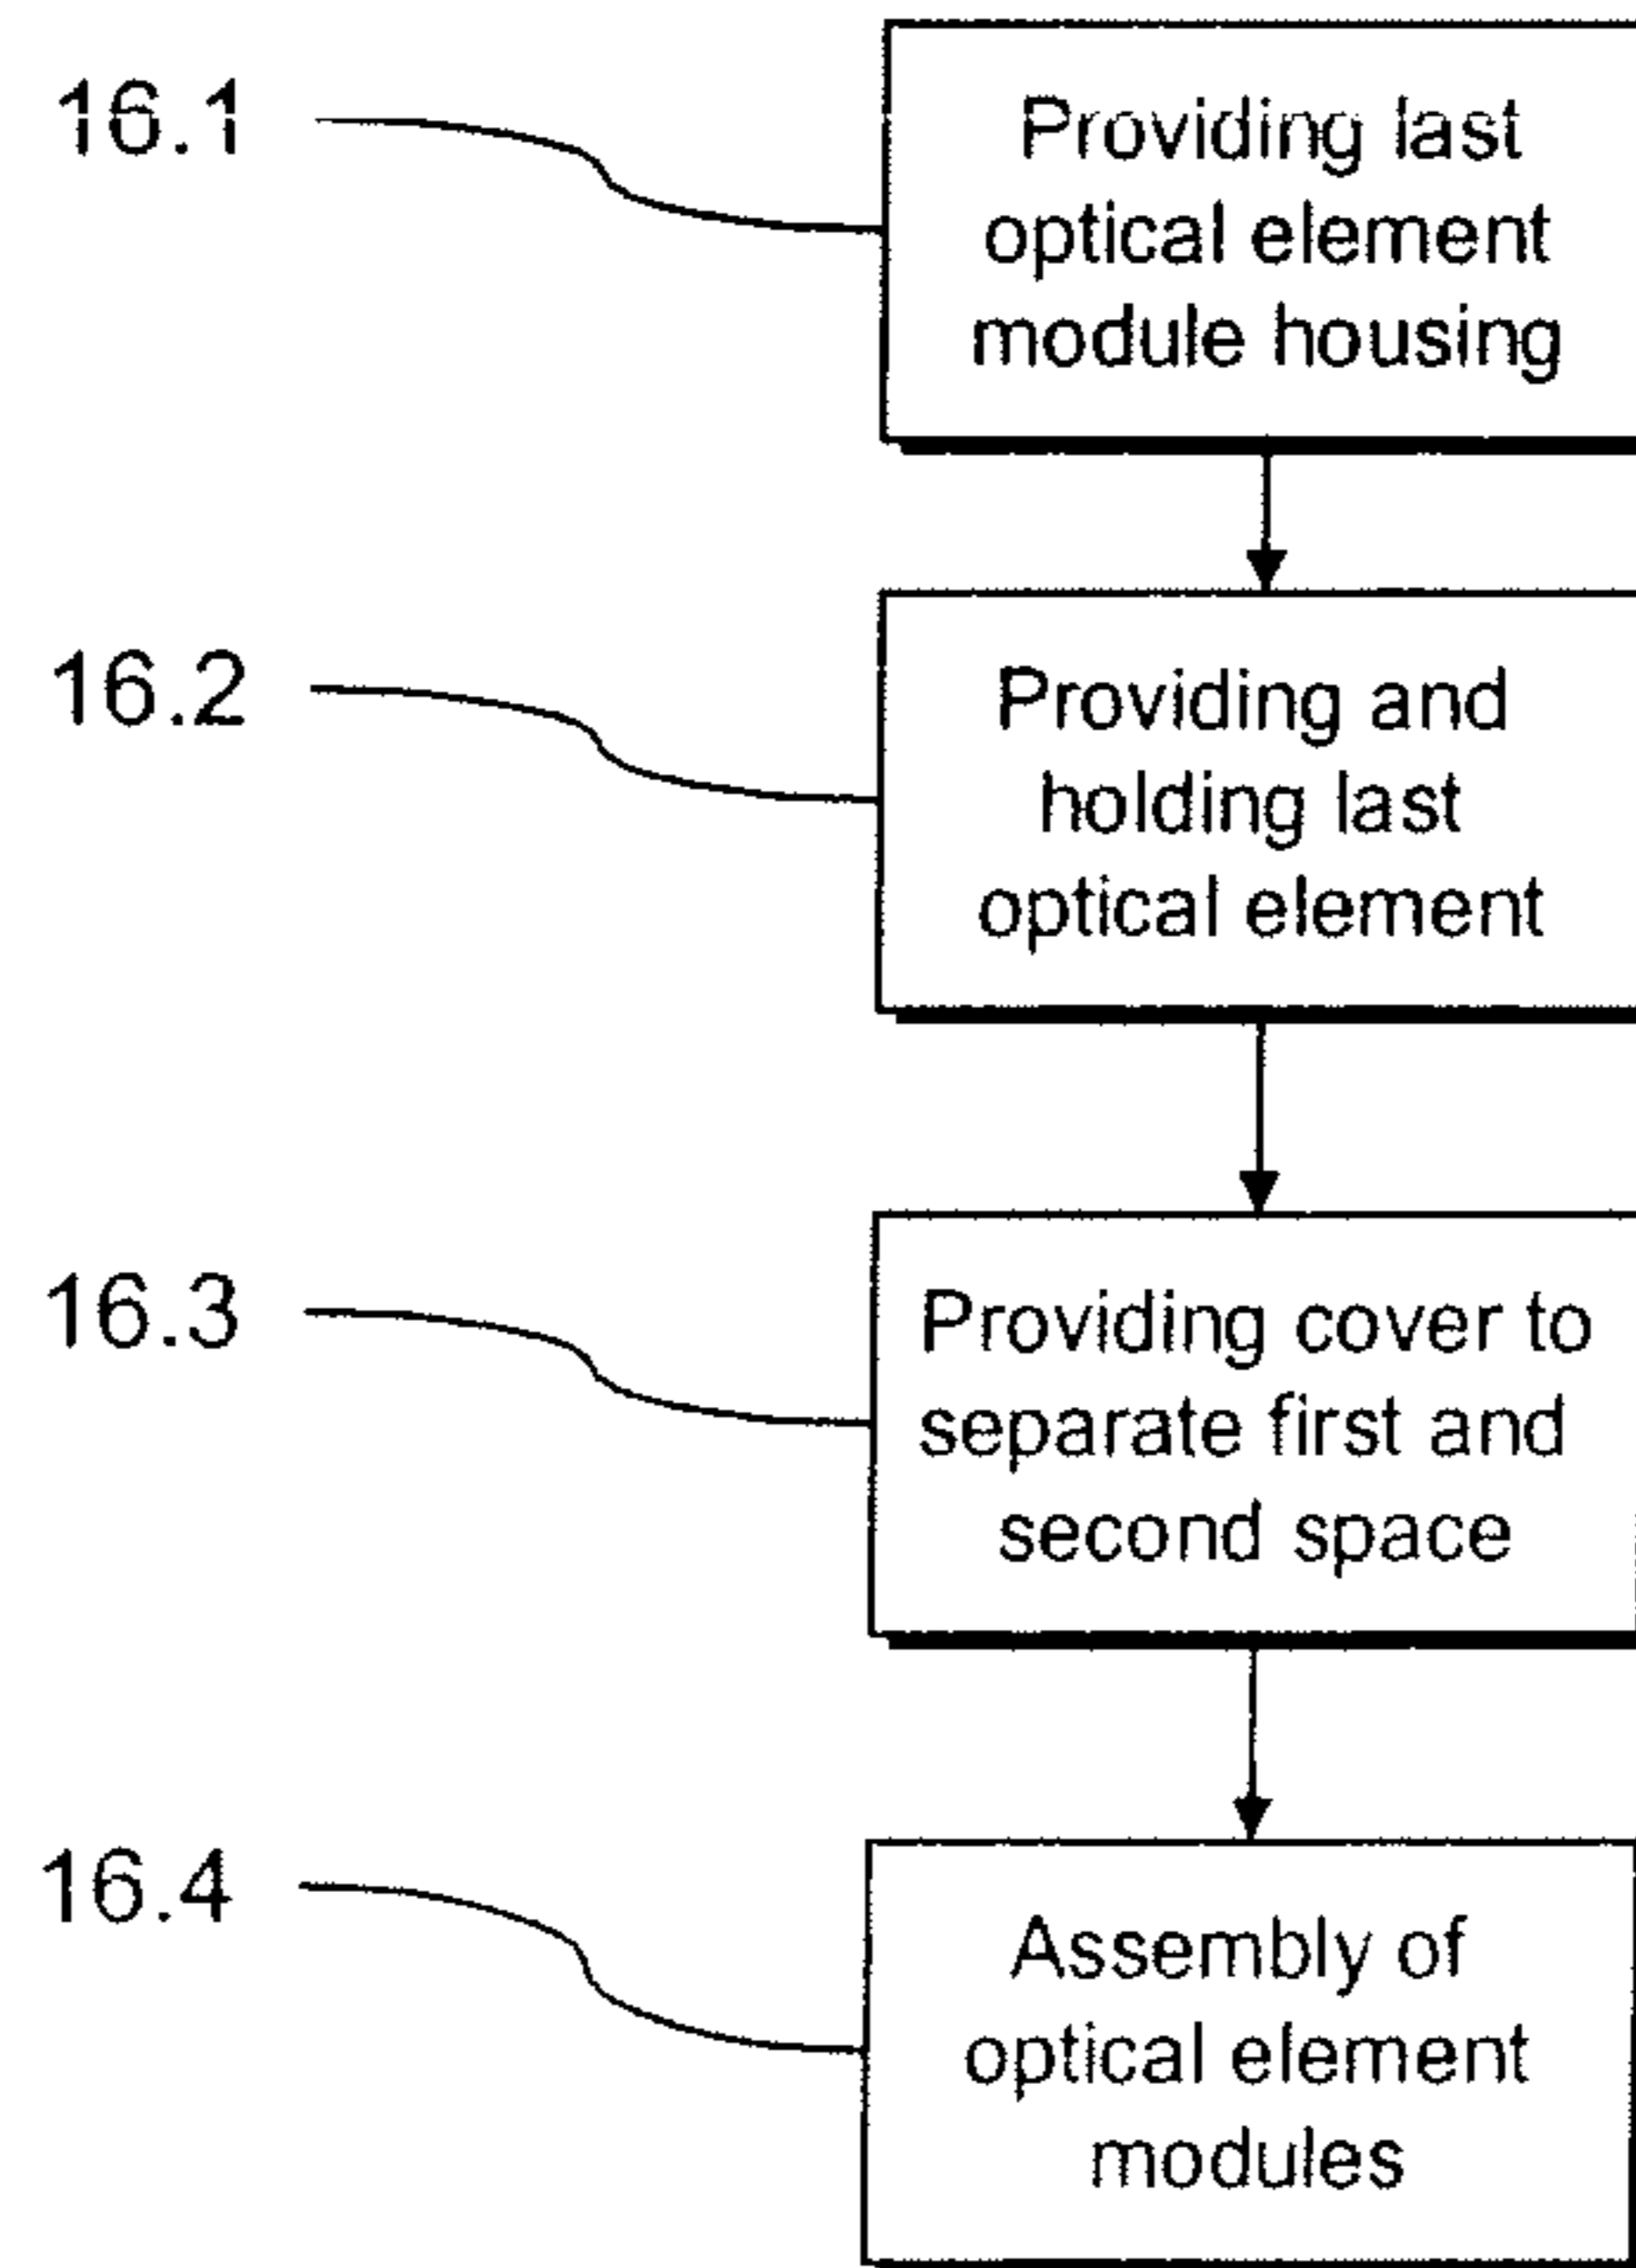 16.1
Providing last
optical element
module housing
16.2
Providing and
holding last
optical element
16.3
Providing cover to
separate first and
second space
16.4
Assembly of
optical element
modules